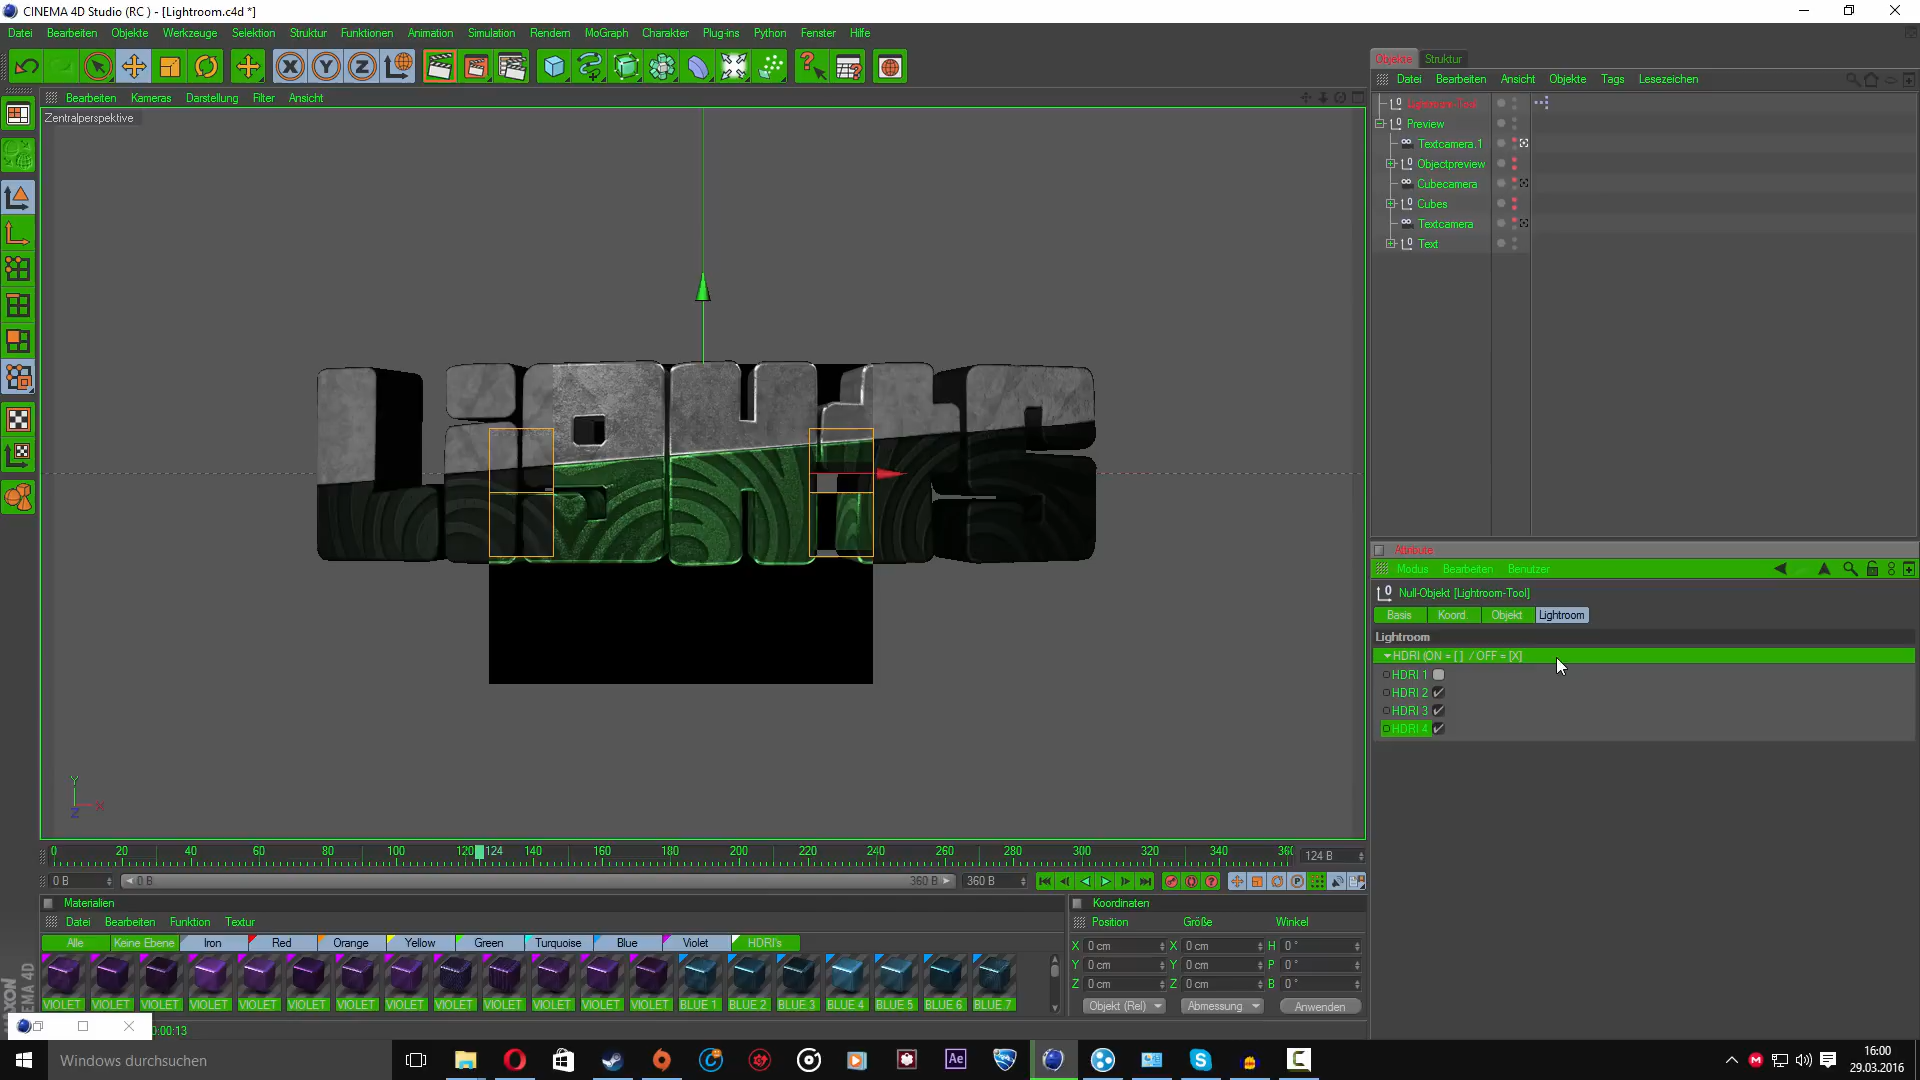 CINEMA 4D Studio (RC ) - [Lightroom.c4d *]
Datei Bearbeiten Objekte Werkzeuge Selektion Struktur Funktionen Animation Simulation Rendern MoGraph Charakter Plug-ins Python Fenster Hilfe
Bearbeiten Kameras Darstellung Filter Ansicht
Zentralperspektive
Y
X
Z
0 20 40 60 80 100 120 124 140 160 180 200 220 240 260 280 300 320 340 36
124 B
0 B
0 B
360 B
360 B
Materialien
Datei Bearbeiten Funktion Textur
Alle Keine Ebene Iron Red Orange Yellow Green Turquoise Blue Violet HDRI's
VIOLET VIOLET VIOLET VIOLET VIOLET VIOLET VIOLET VIOLET VIOLET VIOLET VIOLET VIOLET VIOLET BLUE 1 BLUE 2 BLUE 3 BLUE 4 BLUE 5 BLUE 6 BLUE 7
0:00:13
Koordinaten
Position Größe Winkel
X 0 cm X 0 cm H 0 °
Y 0 cm Y 0 cm P 0 °
Z 0 cm Z 0 cm B 0 °
Objekt (Rel) Abmessung Anwenden
Objekte Struktur
Datei Bearbeiten Ansicht Objekte Tags Lesezeichen
Lightroom-Tool
Preview
Textcamera.1
Objectpreview
Cubecamera
Cubes
Textcamera
Text
Attribute
Modus Bearbeiten Benutzer
Null-Objekt [Lightroom-Tool]
Basis Koord. Objekt Lightroom
Lightroom
HDRI (ON = [ ] / OFF = [X]
HDRI 1
HDRI 2
HDRI 3
HDRI 4
Windows durchsuchen
Ae
16:00
29.03.2016